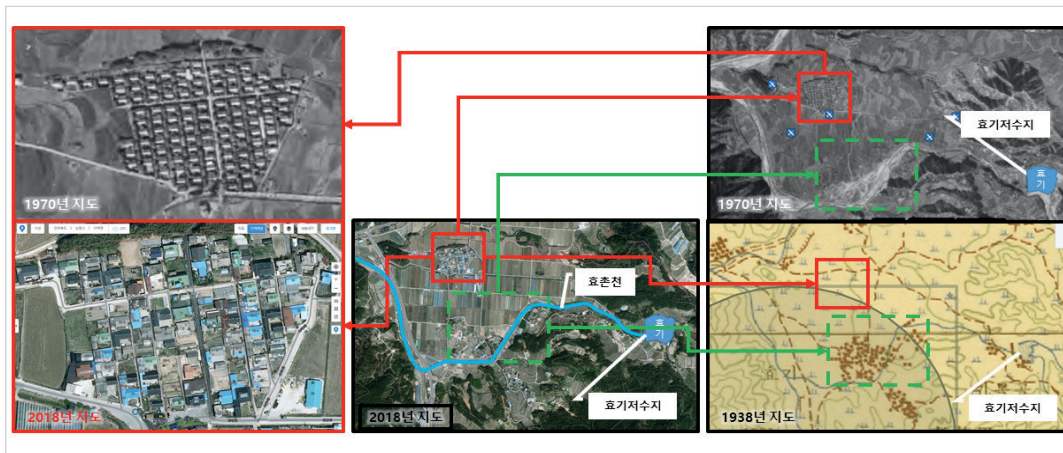 1970년 지도
효기저수지
효
기
1970년 지도
2018년 지도
효촌천
효
기
효기저수지
2018년 지도
효기저수지
1938년 지도